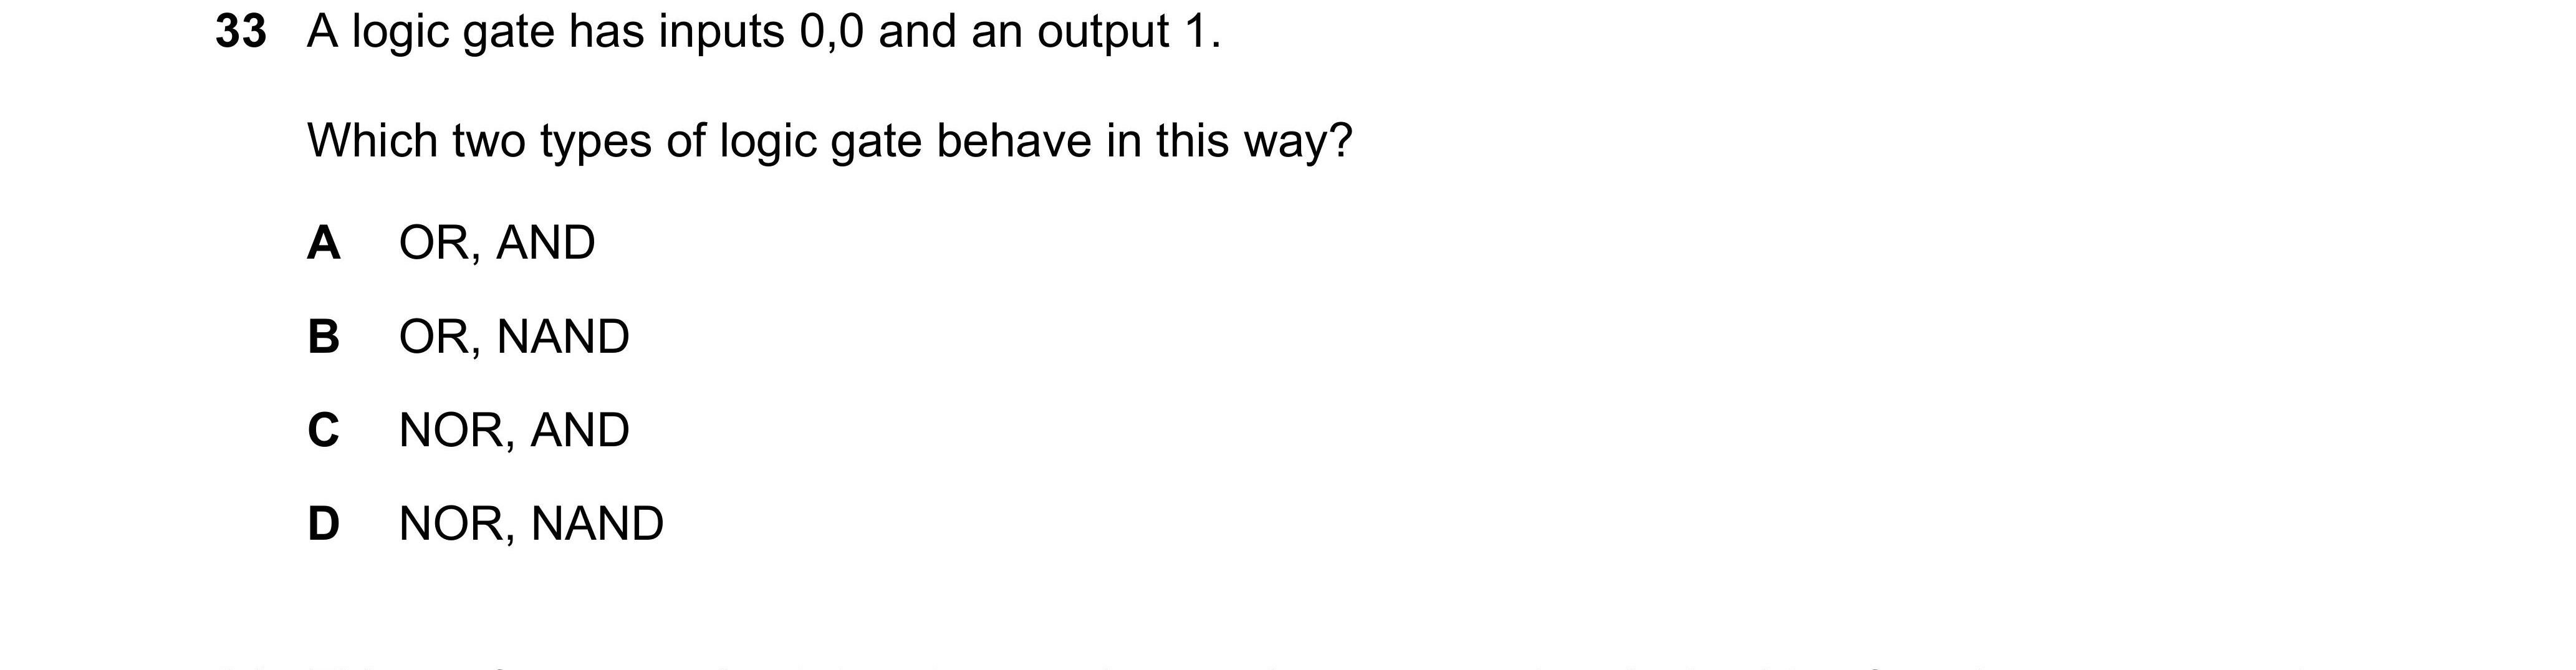 33 A logic gate has inputs 0,0 and an output 1.
Which two types of logic gate behave in this way?
A OR, AND
B OR, NAND
C NOR, AND
D NOR, NAND